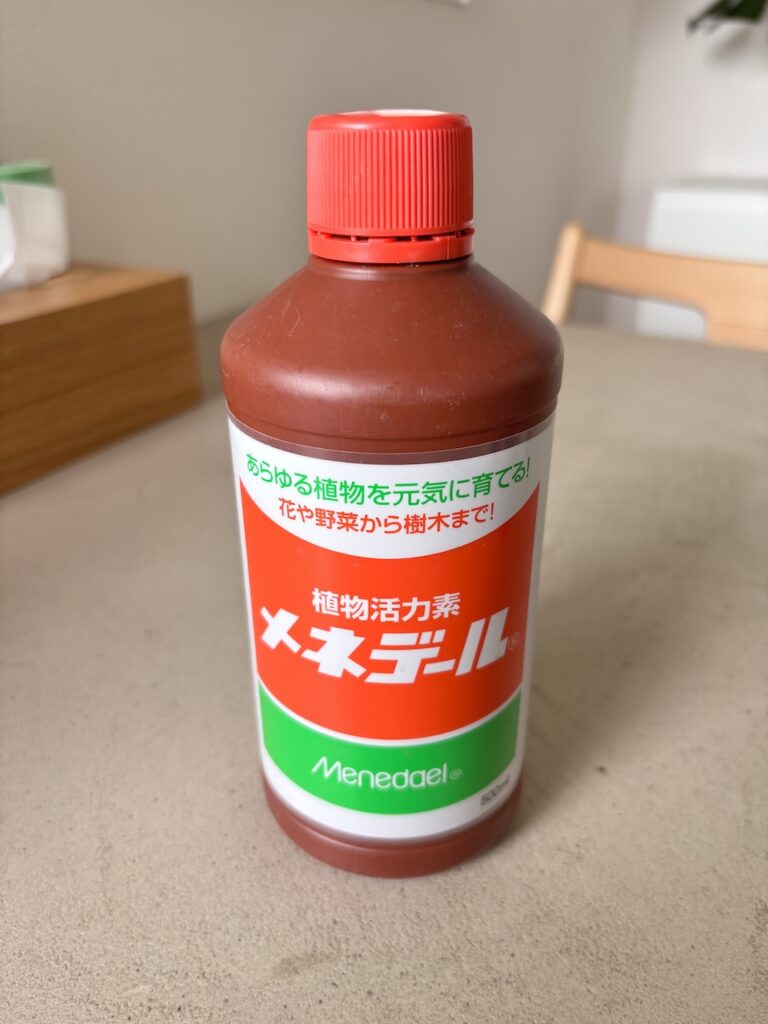 あらゆる植物を元気に育てる!
花や野菜から樹木まで!
植物活力素
メネデール®
Menedael®
500ml